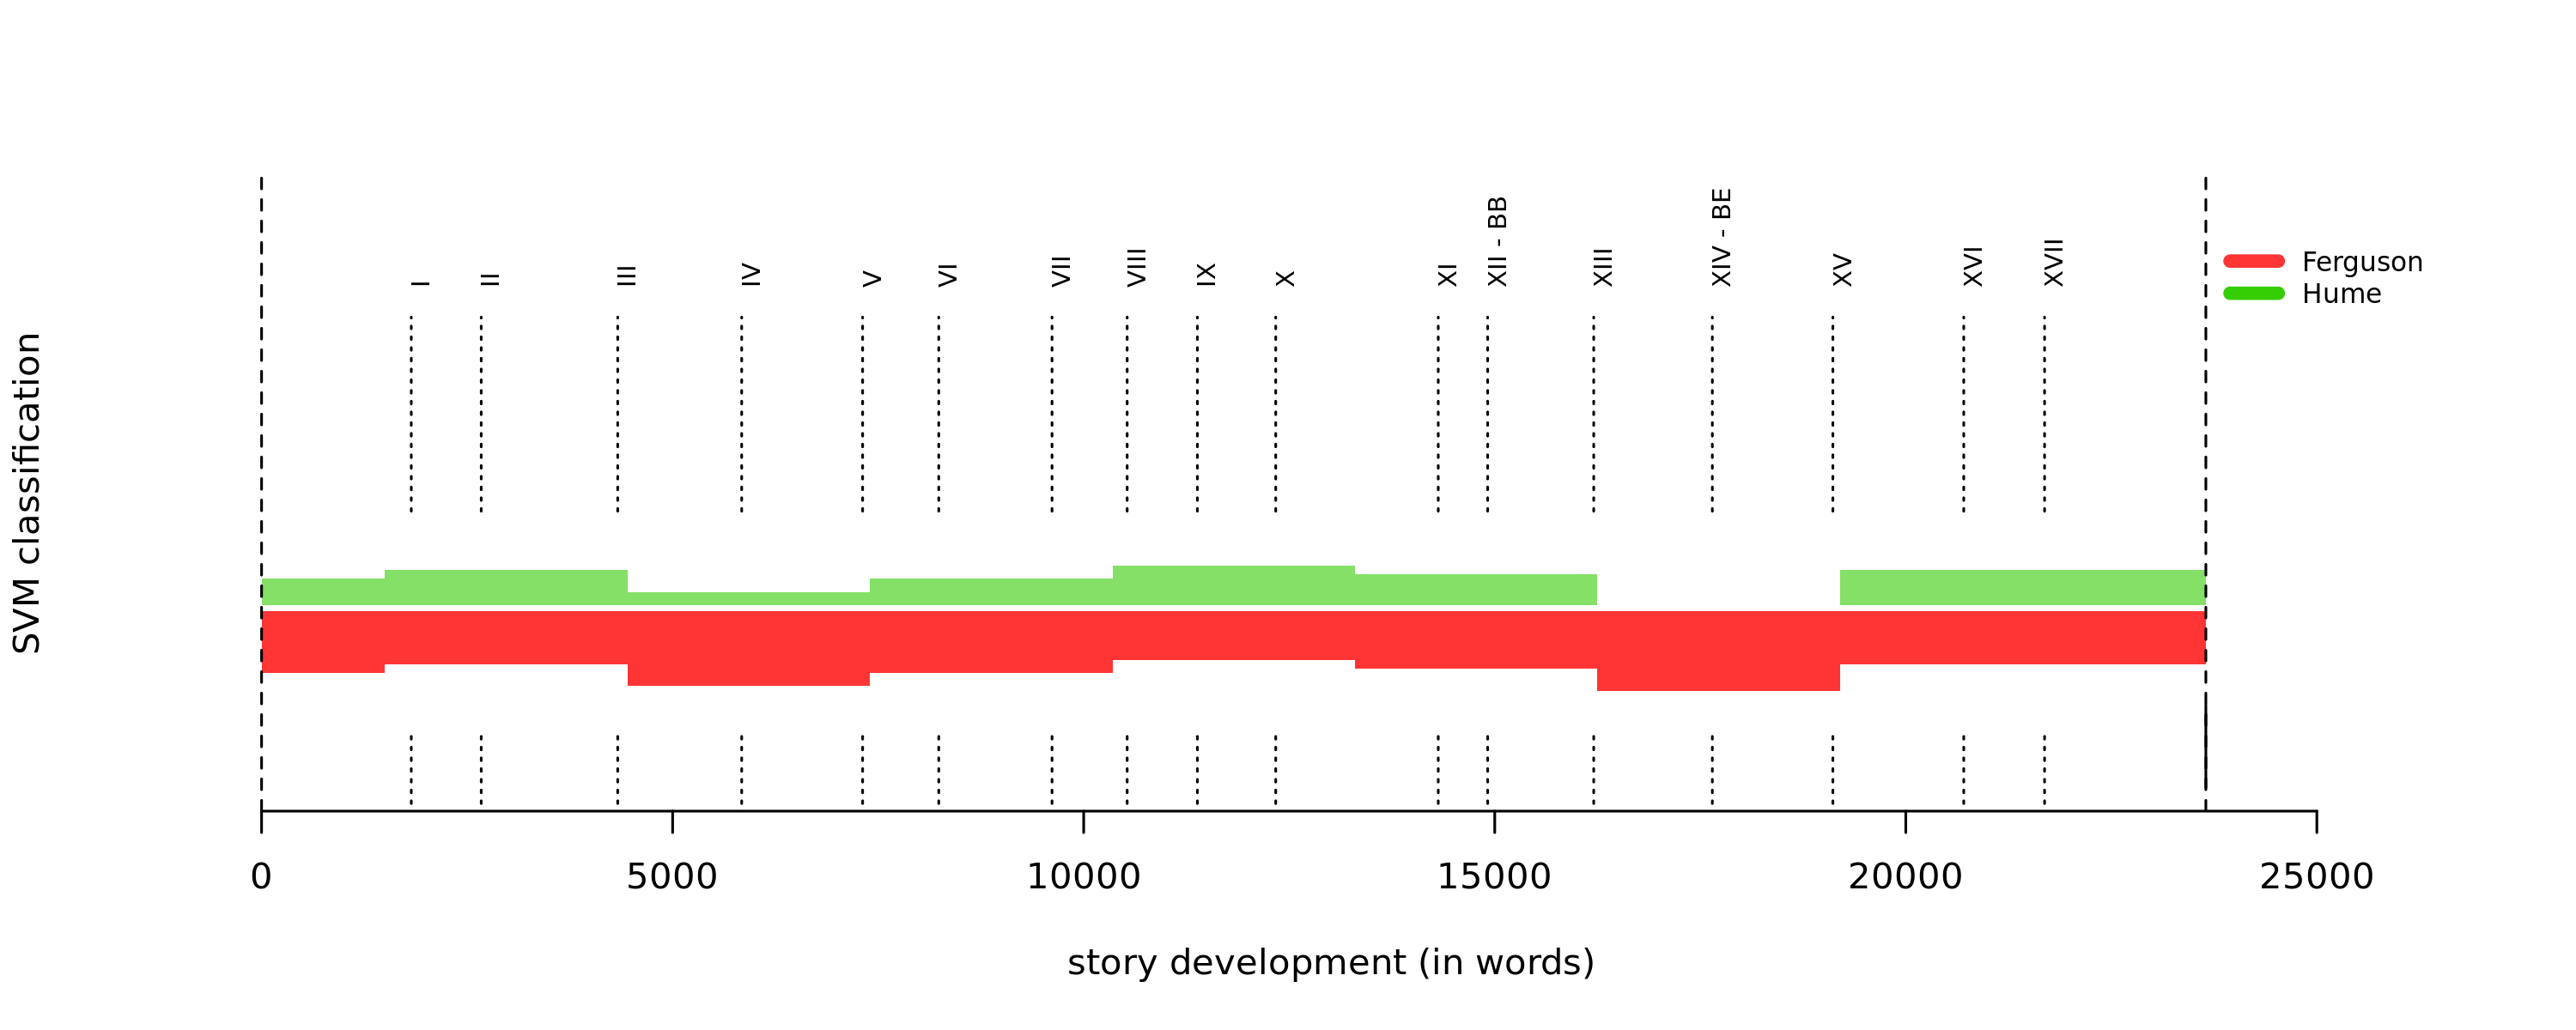 SVM classification
I
II
III
IV
V
VI
VII
VIII
IX
X
XI
XII - BB
XIII
XIV - BE
XV
XVI
XVII
Ferguson
Hume
0
5000
10000
15000
20000
25000
story development (in words)